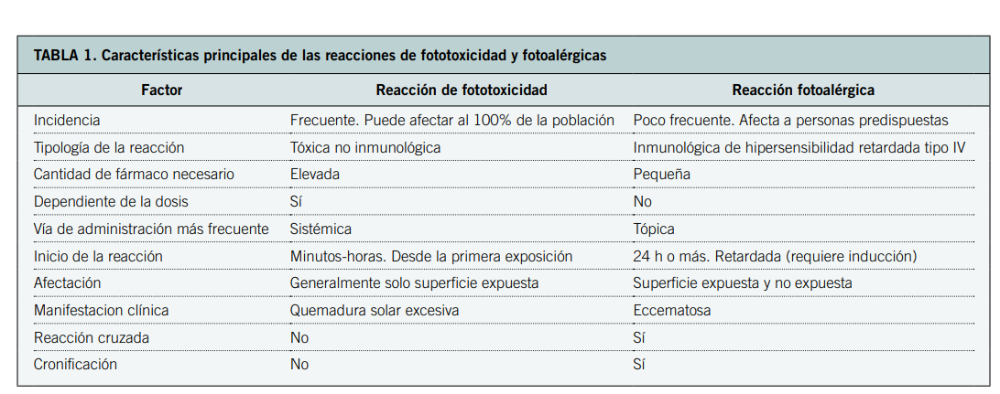 TABLA 1. Características principales de las reacciones de fototoxicidad y fotoalérgicas
Factor Reacción de fototoxicidad Reacción fotoalérgica
Incidencia Frecuente. Puede afectar al 100% de la población Poco frecuente. Afecta a personas predispuestas
Tipología de la reacción Tóxica no inmunológica Inmunológica de hipersensibilidad retardada tipo IV
Cantidad de fármaco necesario Elevada Pequeña
Dependiente de la dosis Sí No
Vía de administración más frecuente Sistémica Tópica
Inicio de la reacción Minutos-horas. Desde la primera exposición 24 h o más. Retardada (requiere inducción)
Afectación Generalmente solo superficie expuesta Superficie expuesta y no expuesta
Manifestacion clínica Quemadura solar excesiva Eccematosa
Reacción cruzada No Sí
Cronificación No Sí